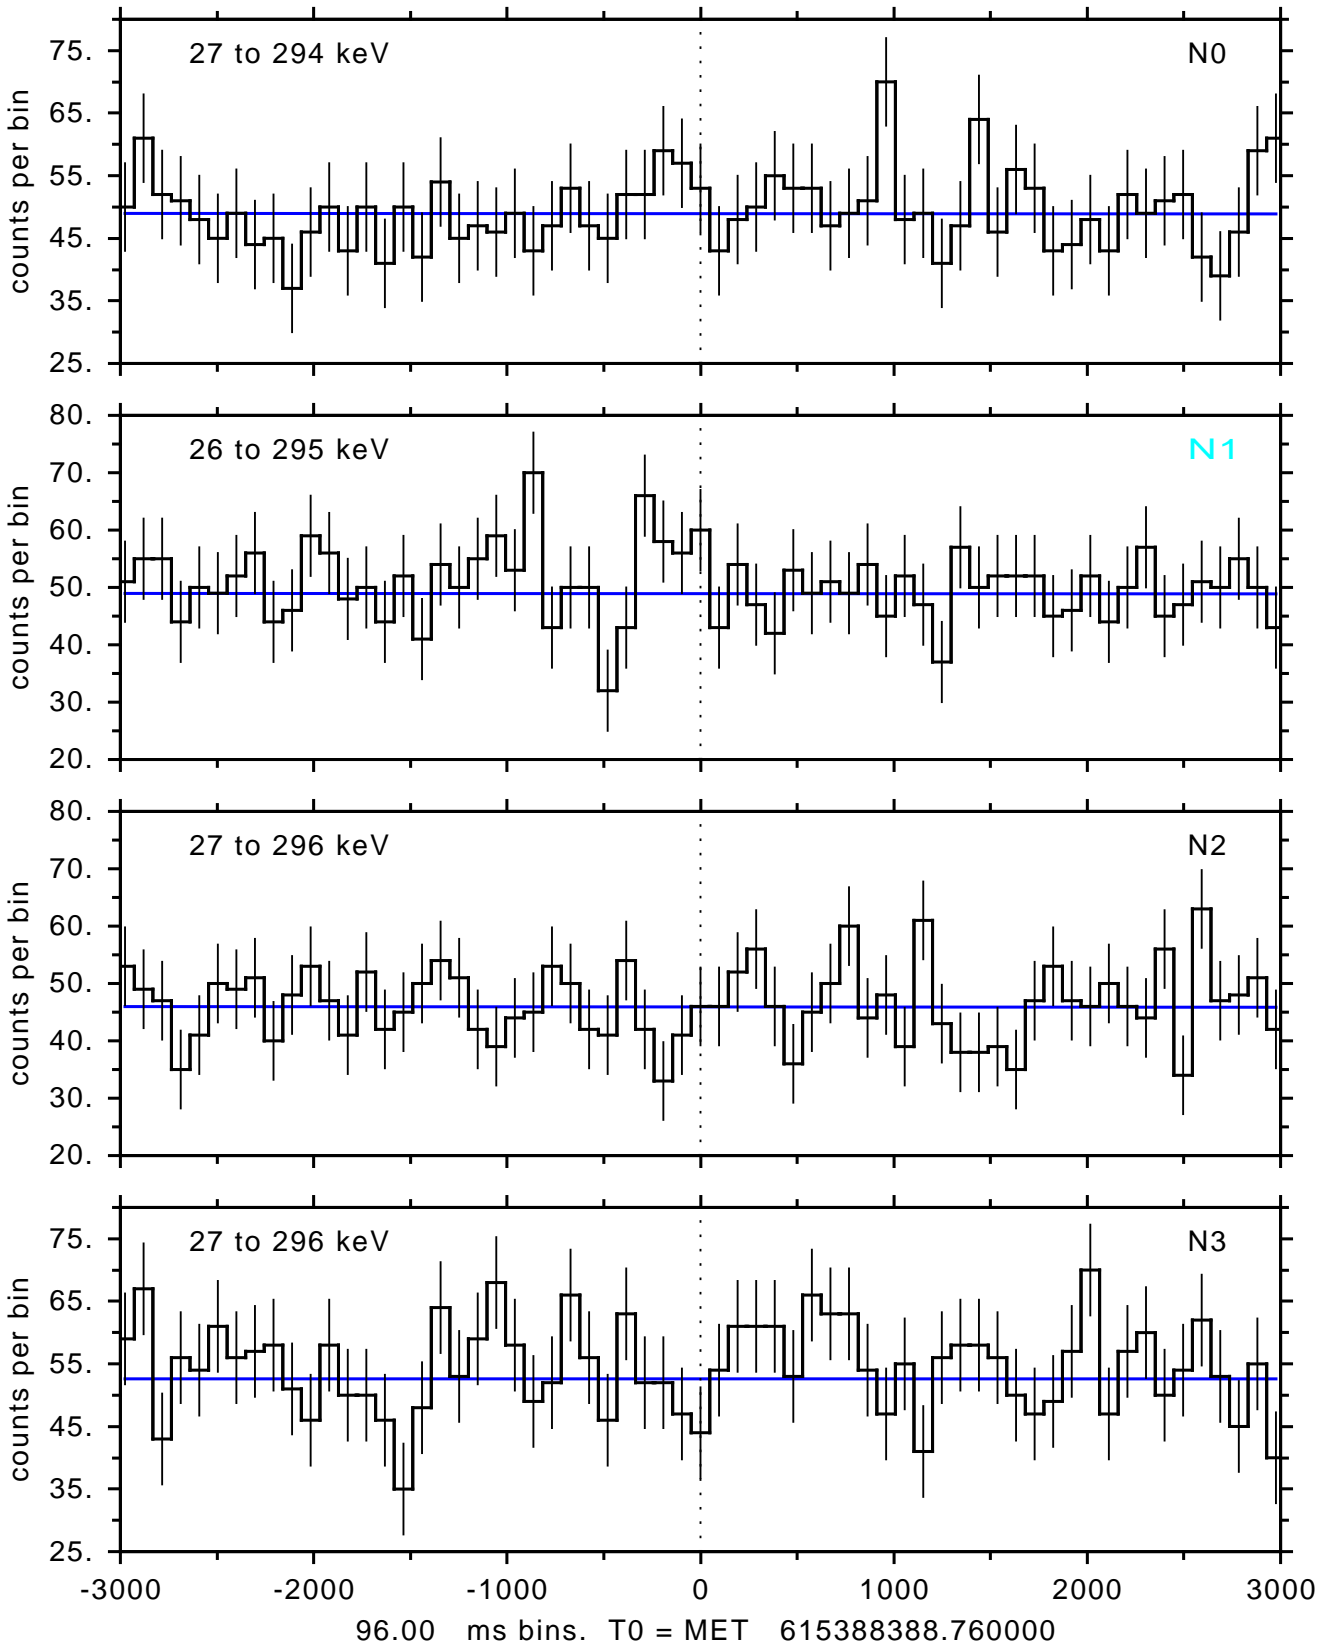 27 to 294 keV N0
75.
65.
55.
45.
35.
25.
counts per bin
26 to 295 keV N1
80.
70.
60.
50.
40.
30.
20.
counts per bin
27 to 296 keV N2
80.
70.
60.
50.
40.
30.
20.
counts per bin
27 to 296 keV N3
75.
65.
55.
45.
35.
25.
counts per bin
-3000 -2000 -1000 0 1000 2000 3000
96.00 ms bins. T0 = MET 615388388.760000